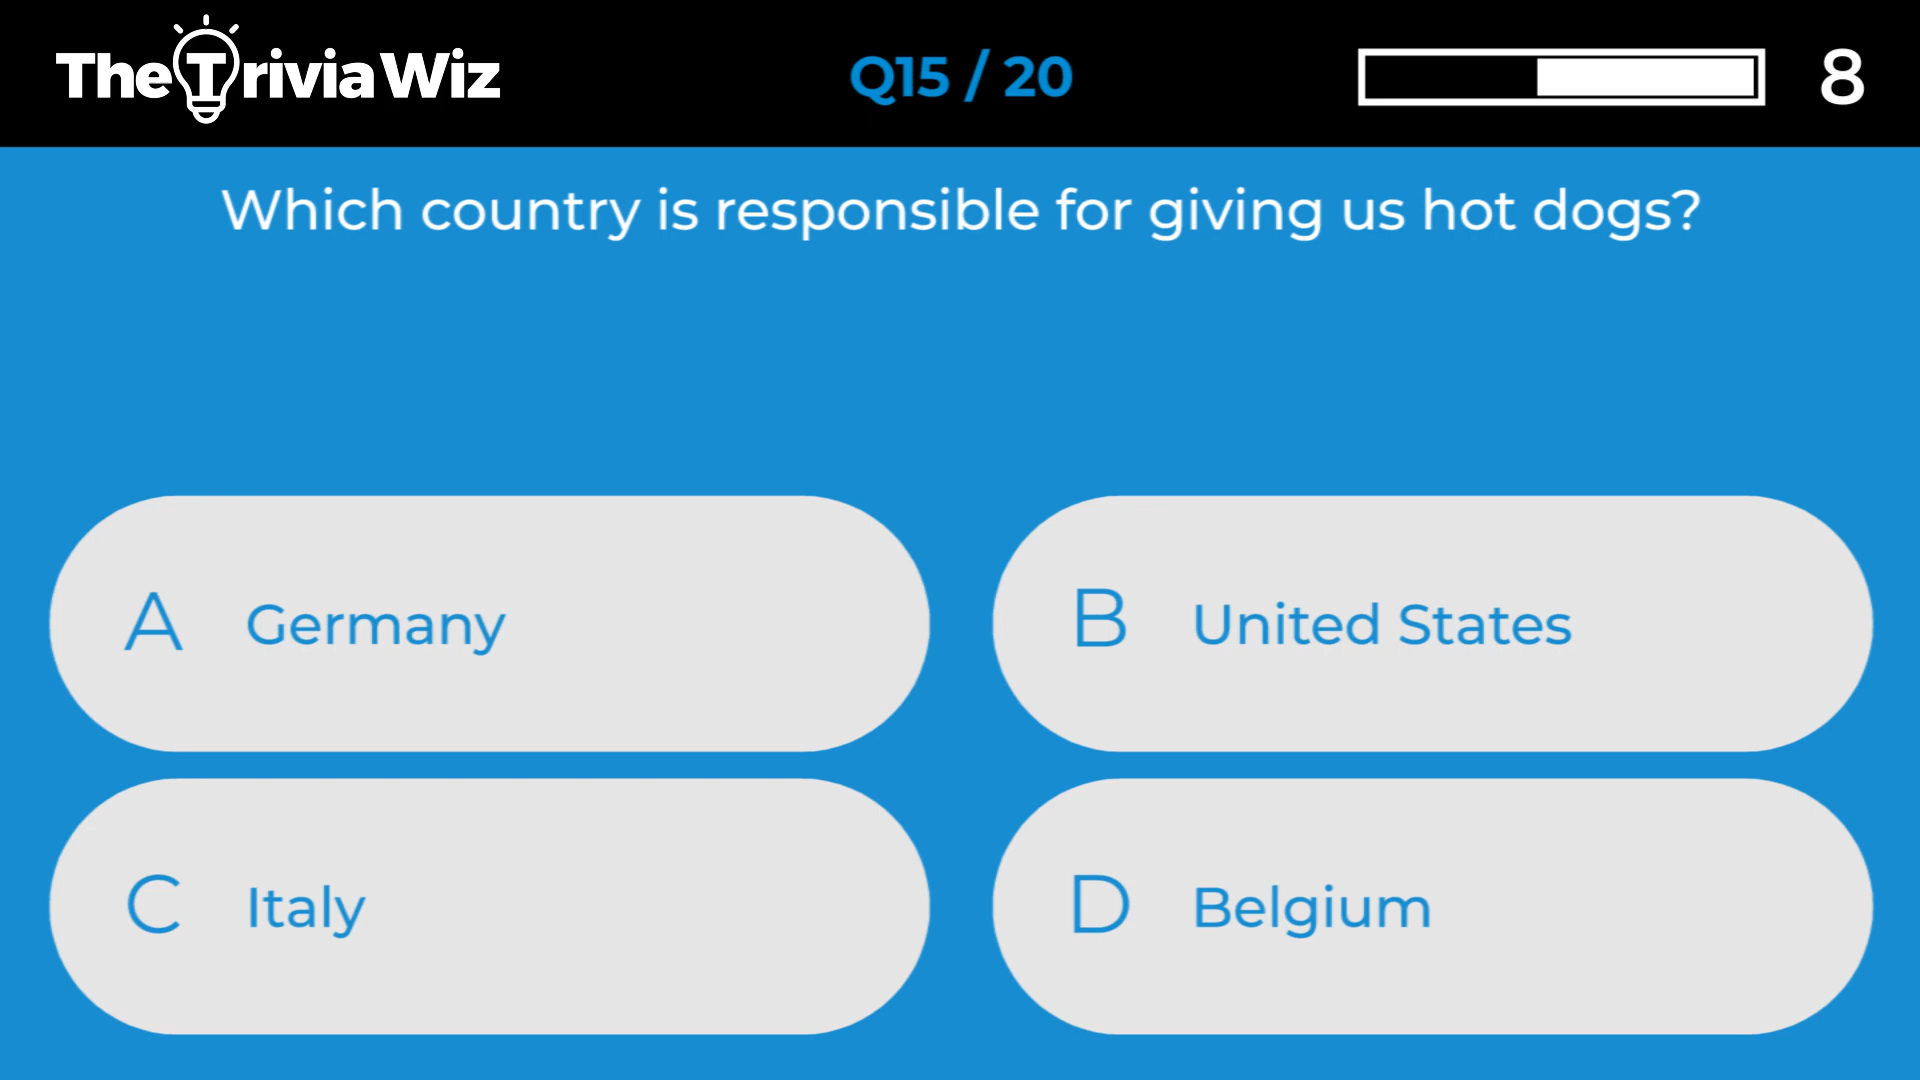 The Trivia Wiz
Q15 / 20
8
Which country is responsible for giving us hot dogs?
A Germany
B United States
C Italy
D Belgium